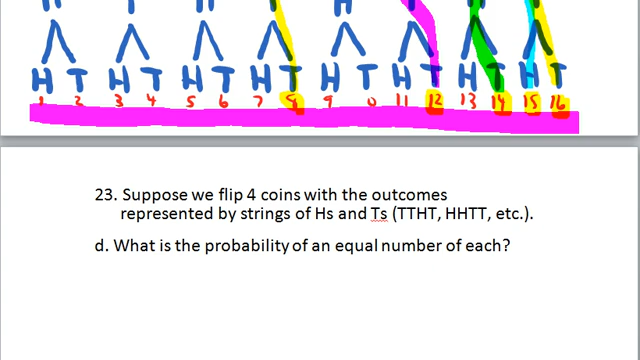 H T H T H T H T H T H T H T H T
1 2 3 4 5 6 7 8 9 0 11 12 13 14 15 16
23. Suppose we flip 4 coins with the outcomes
represented by strings of Hs and Ts (TTHT, HHTT, etc.).
d. What is the probability of an equal number of each?